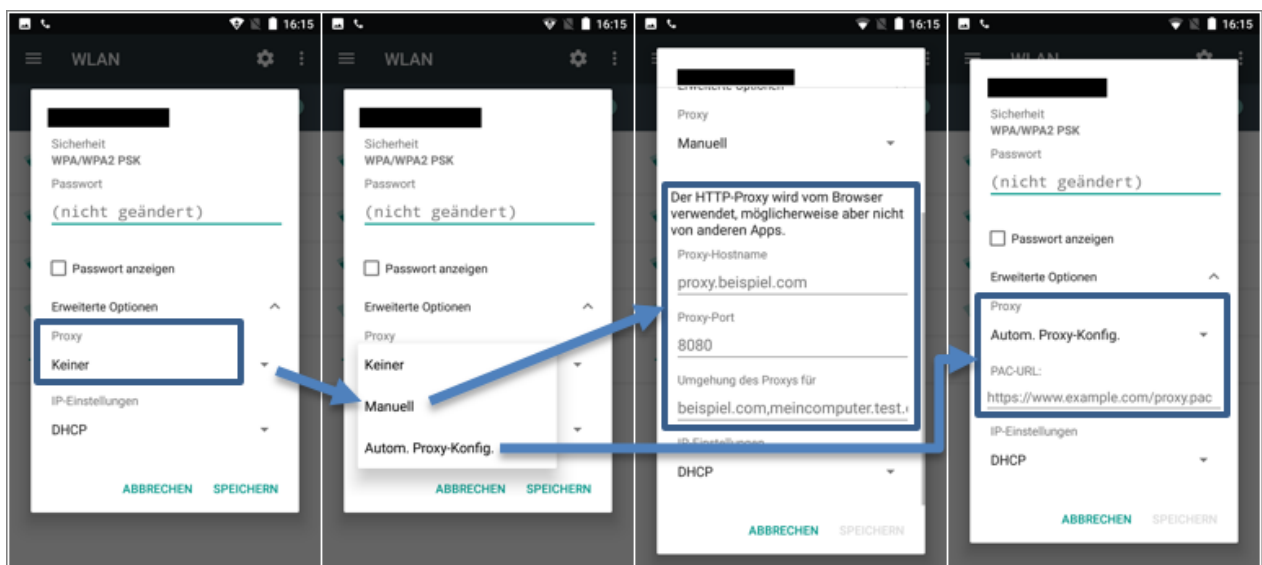 16:15
WLAN
Sicherheit
WPA/WPA2 PSK
Passwort
(nicht geändert)
Passwort anzeigen
Erweiterte Optionen
Proxy
Keiner
IP-Einstellungen
DHCP
ABBRECHEN SPEICHERN
16:15
WLAN
Sicherheit
WPA/WPA2 PSK
Passwort
(nicht geändert)
Passwort anzeigen
Erweiterte Optionen
Proxy
Keiner
Manuell
Autom. Proxy-Konfig.
ABBRECHEN SPEICHERN
16:15
Erweiterte Optionen
Proxy
Manuell
Der HTTP-Proxy wird vom Browser
verwendet, möglicherweise aber nicht
von anderen Apps.
Proxy-Hostname
proxy.beispiel.com
Proxy-Port
8080
Umgehung des Proxys für
beispiel.com,meincomputer.test.
IP-Einstellungen
DHCP
ABBRECHEN SPEICHERN
16:15
WLAN
Sicherheit
WPA/WPA2 PSK
Passwort
(nicht geändert)
Passwort anzeigen
Erweiterte Optionen
Proxy
Autom. Proxy-Konfig.
PAC-URL:
https://www.example.com/proxy.pac
IP-Einstellungen
DHCP
ABBRECHEN SPEICHERN